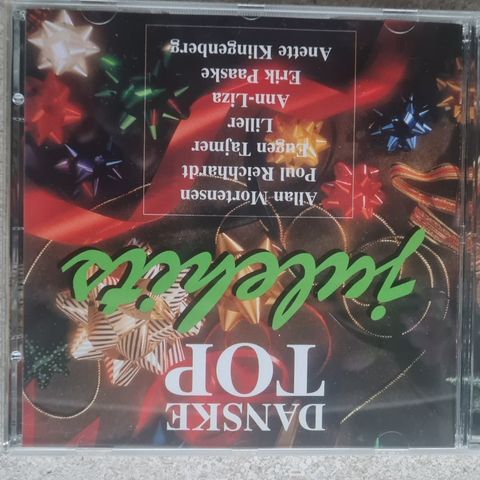 DANSKE
TOP
julehits
Allan Mortensen
Poul Reichhardt
Eugen Tajmer
Liller
Ann-Liza
Erik Paaske
Anette Klingenberg